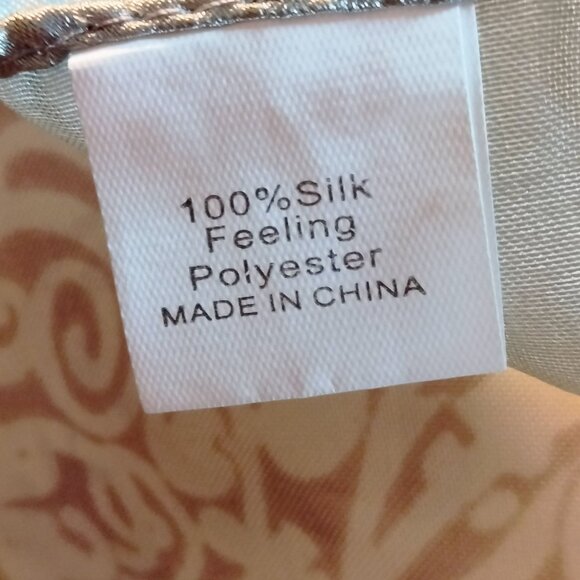 100%Silk
Feeling
Polyester
MADE IN CHINA